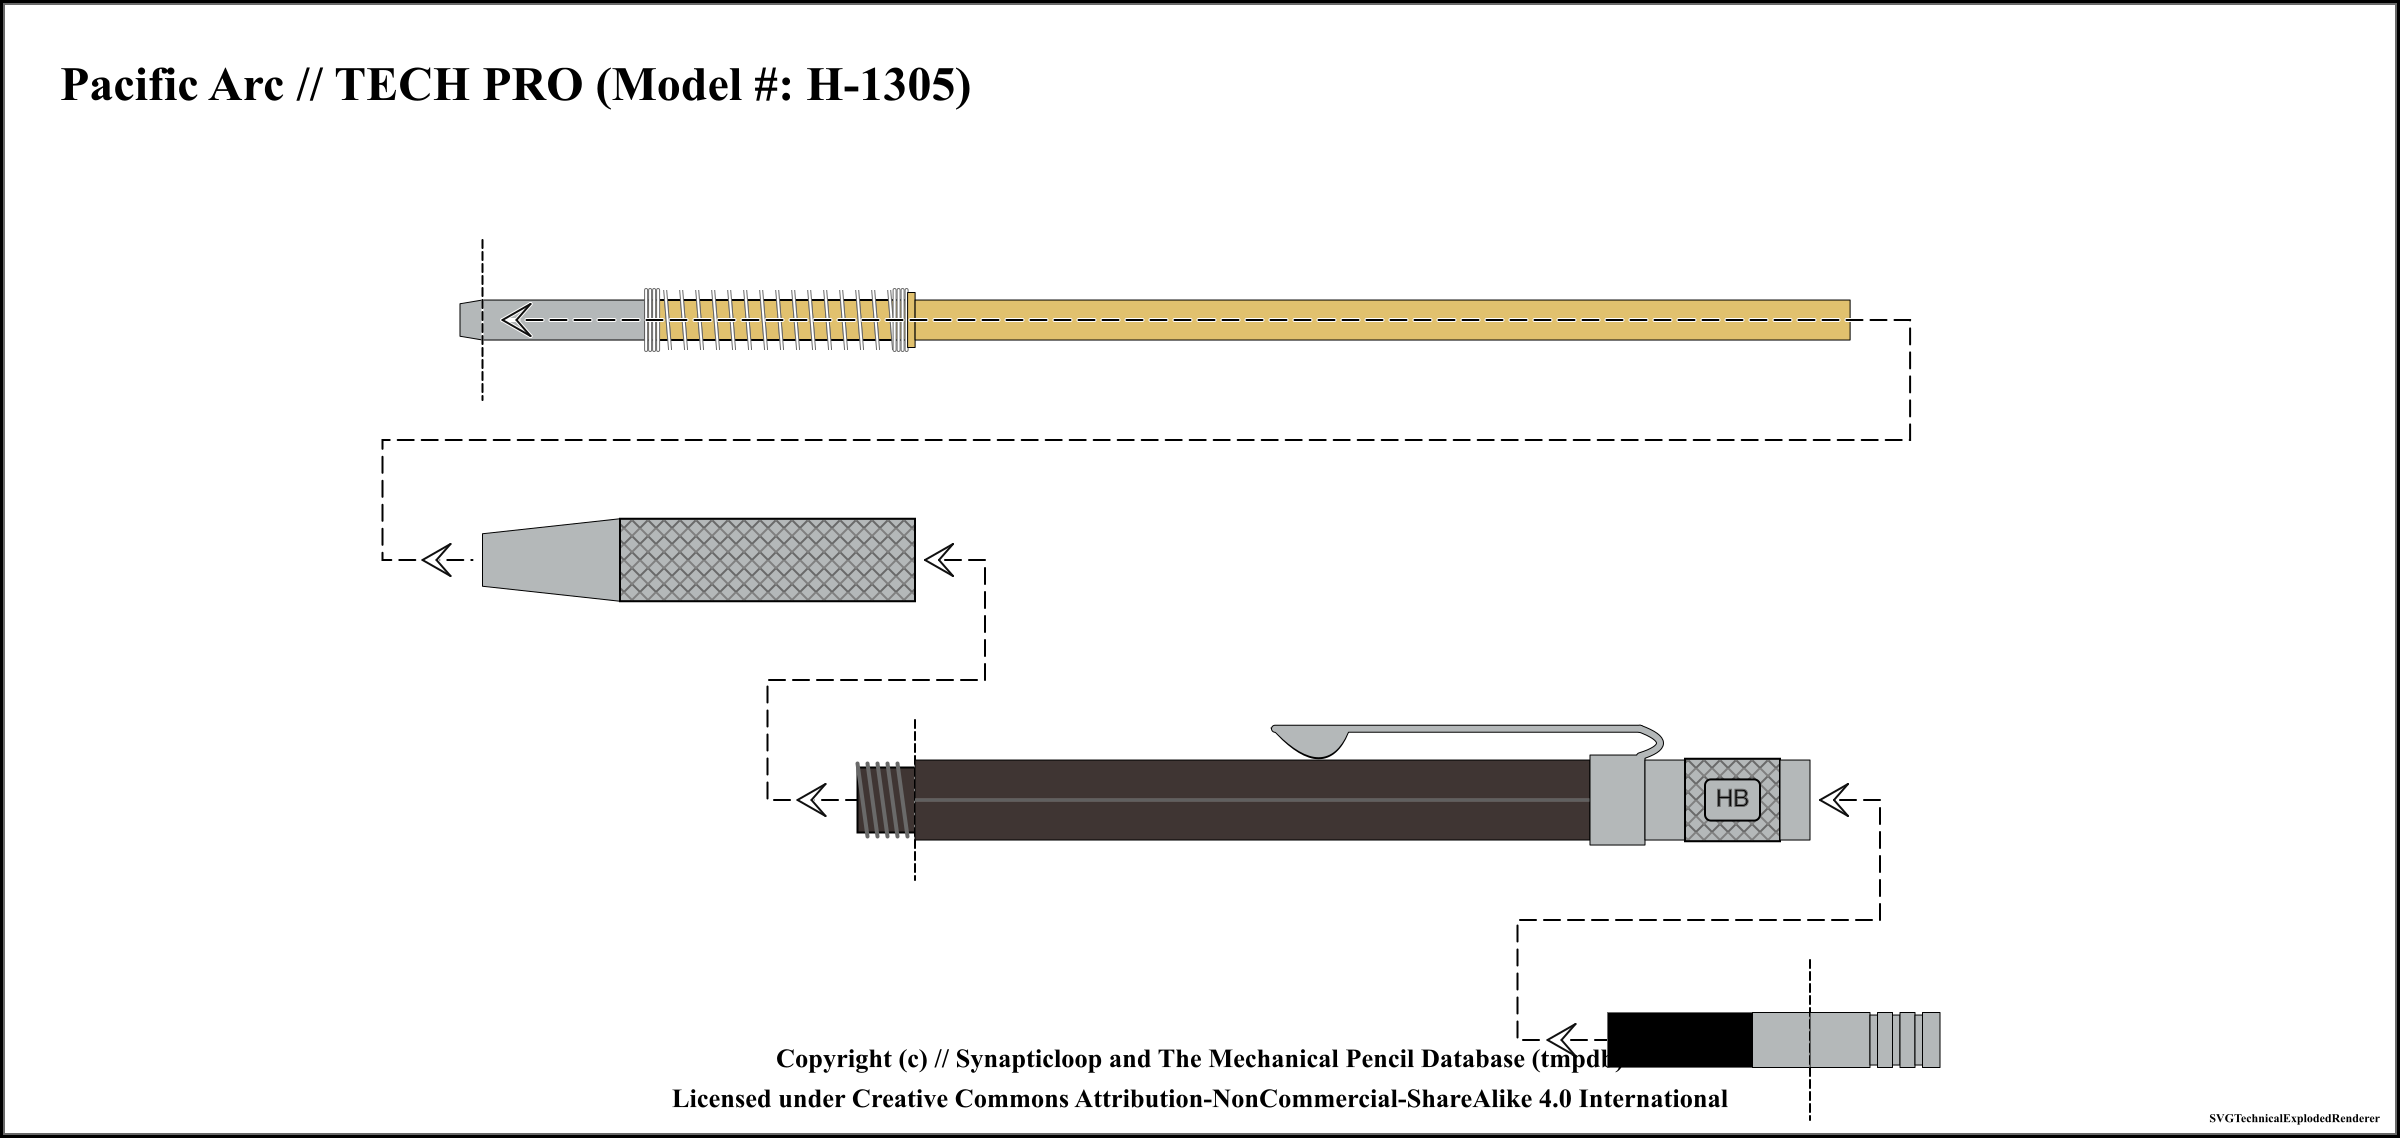 Pacific Arc // TECH PRO (Model #: H-1305)
HB
Copyright (c) // Synapticloop and The Mechanical Pencil Database (tmpdb)
Licensed under Creative Commons Attribution-NonCommercial-ShareAlike 4.0 International
SVGTechnicalExplodedRenderer